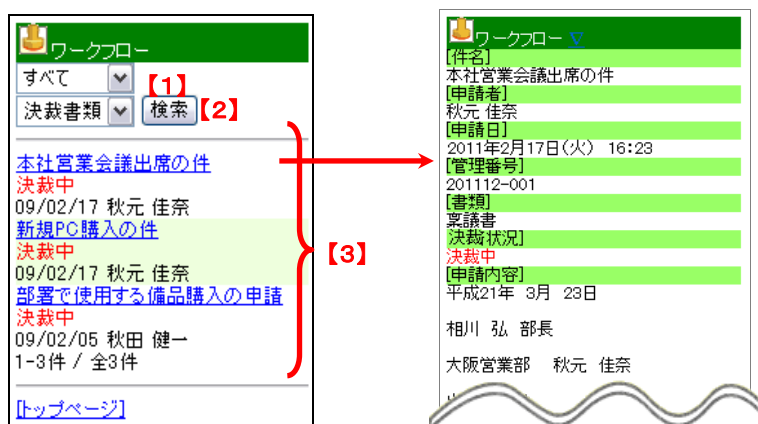 ワークフロー
すべて
【1】
決裁書類
検索
【2】
本社営業会議出席の件
決裁中
09/02/17 秋元 佳奈
新規PC購入の件
決裁中
09/02/17 秋元 佳奈
部署で使用する備品購入の申請
決裁中
09/02/05 秋田 健一
1-3件 / 全3件
【3】
[トップページ]
ワークフロー ▽
[件名]
本社営業会議出席の件
[申請者]
秋元 佳奈
[申請日]
2011年2月17日(火) 16:23
[管理番号]
201112-001
[書類]
稟議書
決裁状況]
決裁中
[申請内容]
平成21年 3月 23日
相川 弘 部長
大阪営業部 秋元 佳奈